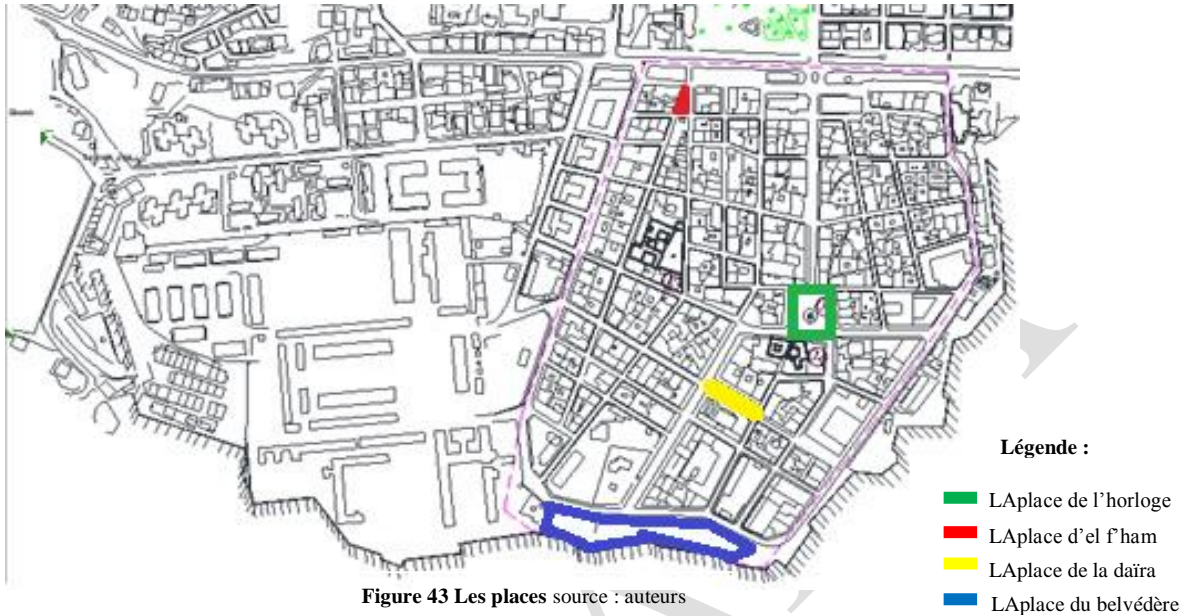 Légende :
LAplace de l'horloge
LAplace d'el f'ham
LAplace de la daïra
LAplace du belvédère
Figure 43 Les places source : auteurs